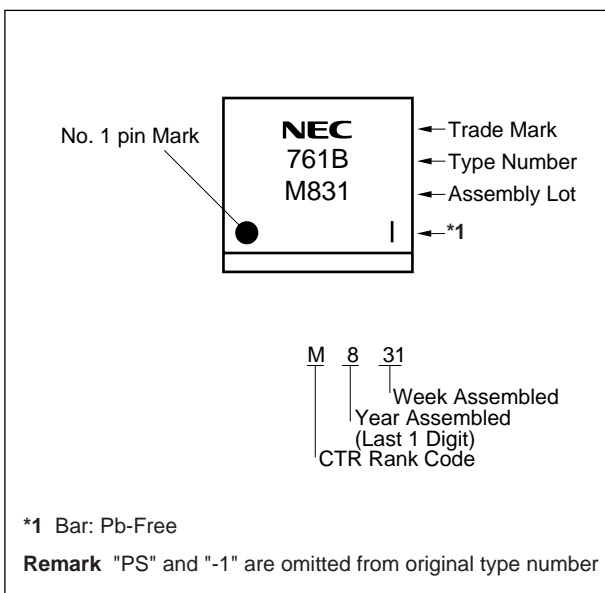 NEC
761B
M831
No. 1 pin Mark
Trade Mark
Type Number
Assembly Lot
*1
M 8 31
Week Assembled
Year Assembled
(Last 1 Digit)
CTR Rank Code
*1 Bar: Pb-Free
Remark "PS" and "-1" are omitted from original type number